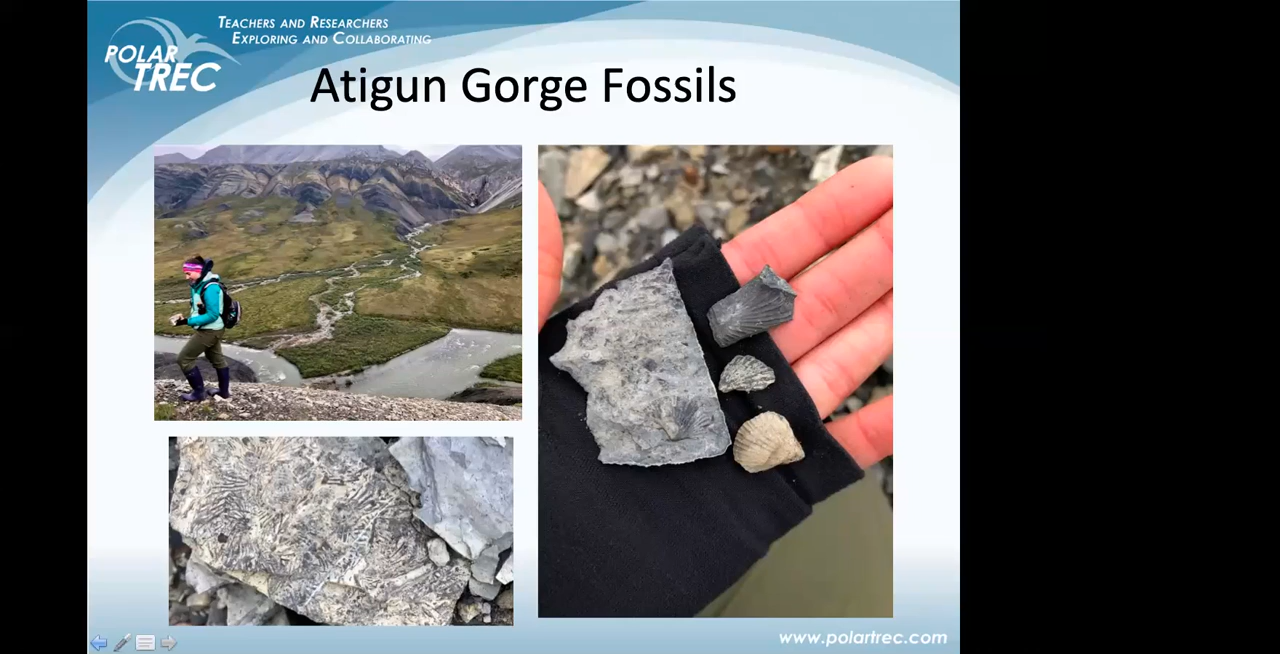 TEACHERS AND RESEARCHERS
EXPLORING AND COLLABORATING
POLAR
TREC
Atigun Gorge Fossils
www.polartrec.com